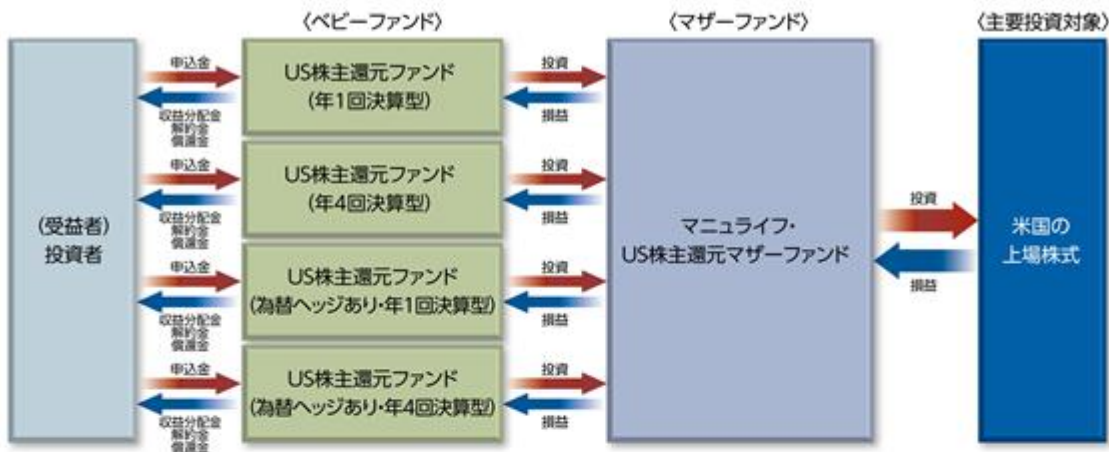 〈ベビーファンド〉
〈マザーファンド〉
〈主要投資対象〉
(受益者)
投資者
申込金
収益分配金
解約金
償還金
US株主還元ファンド
(年1回決算型)
投資
損益
申込金
収益分配金
解約金
償還金
US株主還元ファンド
(年4回決算型)
投資
損益
申込金
収益分配金
解約金
償還金
US株主還元ファンド
(為替ヘッジあり・年1回決算型)
投資
損益
申込金
収益分配金
解約金
償還金
US株主還元ファンド
(為替ヘッジあり・年4回決算型)
投資
損益
マニュライフ・
US株主還元マザーファンド
投資
損益
米国の
上場株式